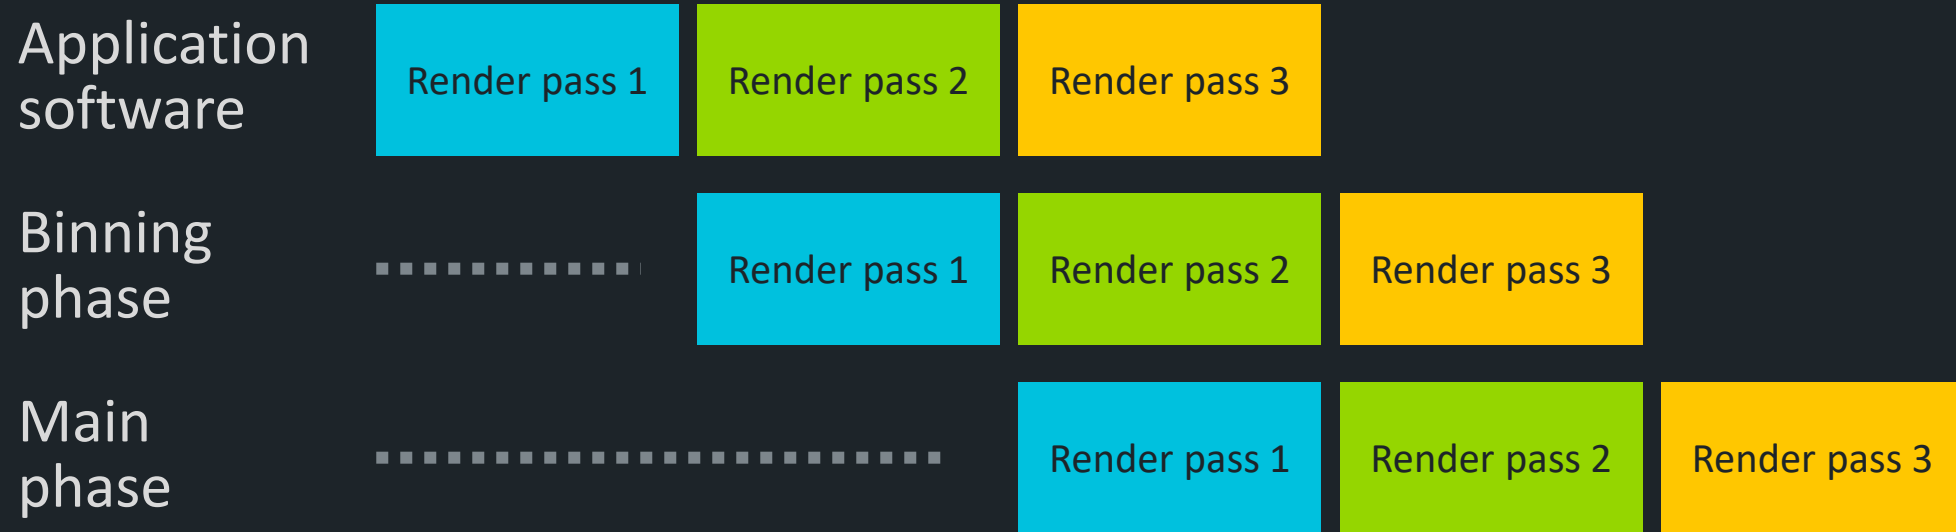 Application
software
Render pass 1
Render pass 2
Render pass 3
Binning
phase
Render pass 1
Render pass 2
Render pass 3
Main
phase
Render pass 1
Render pass 2
Render pass 3